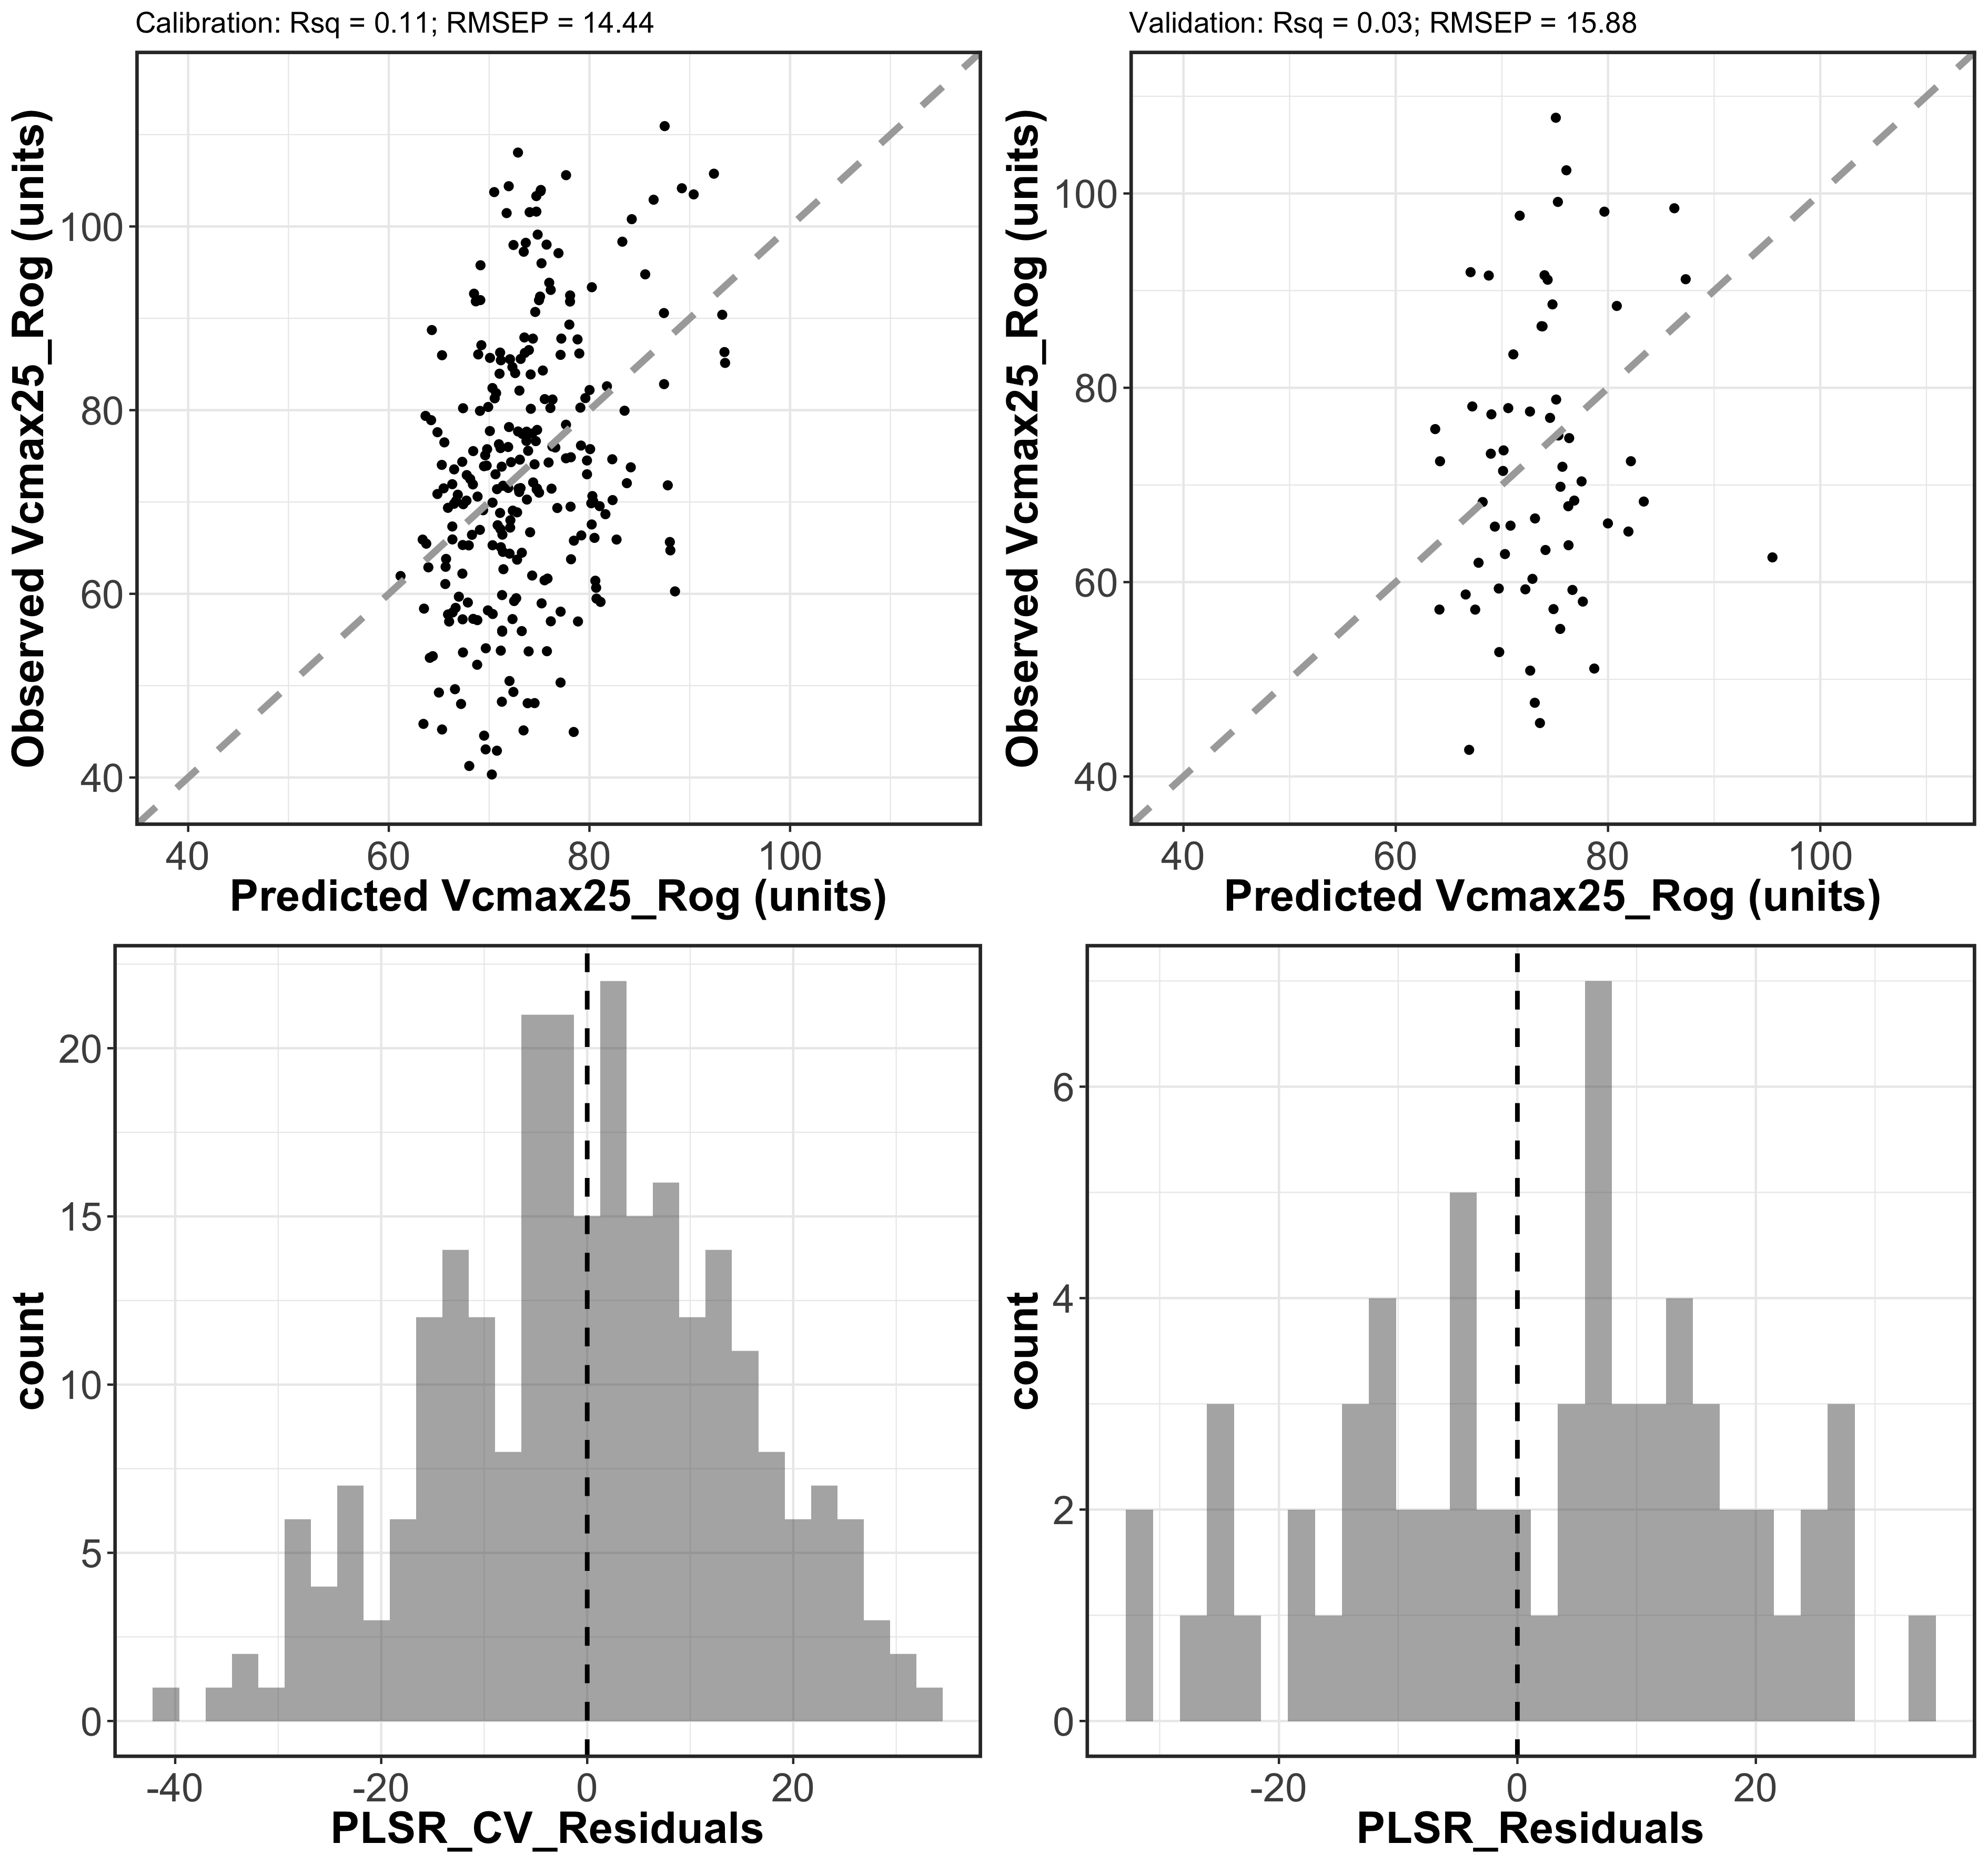 Calibration: Rsq = 0.11; RMSEP = 14.44
Observed Vcmax25_Rog (units)
100
80
60
40
40 60 80 100
Predicted Vcmax25_Rog (units)
Validation: Rsq = 0.03; RMSEP = 15.88
Observed Vcmax25_Rog (units)
100
80
60
40
40 60 80 100
Predicted Vcmax25_Rog (units)
count
20
15
10
5
0
-40 -20 0 20
PLSR_CV_Residuals
count
6
4
2
0
-20 0 20
PLSR_Residuals